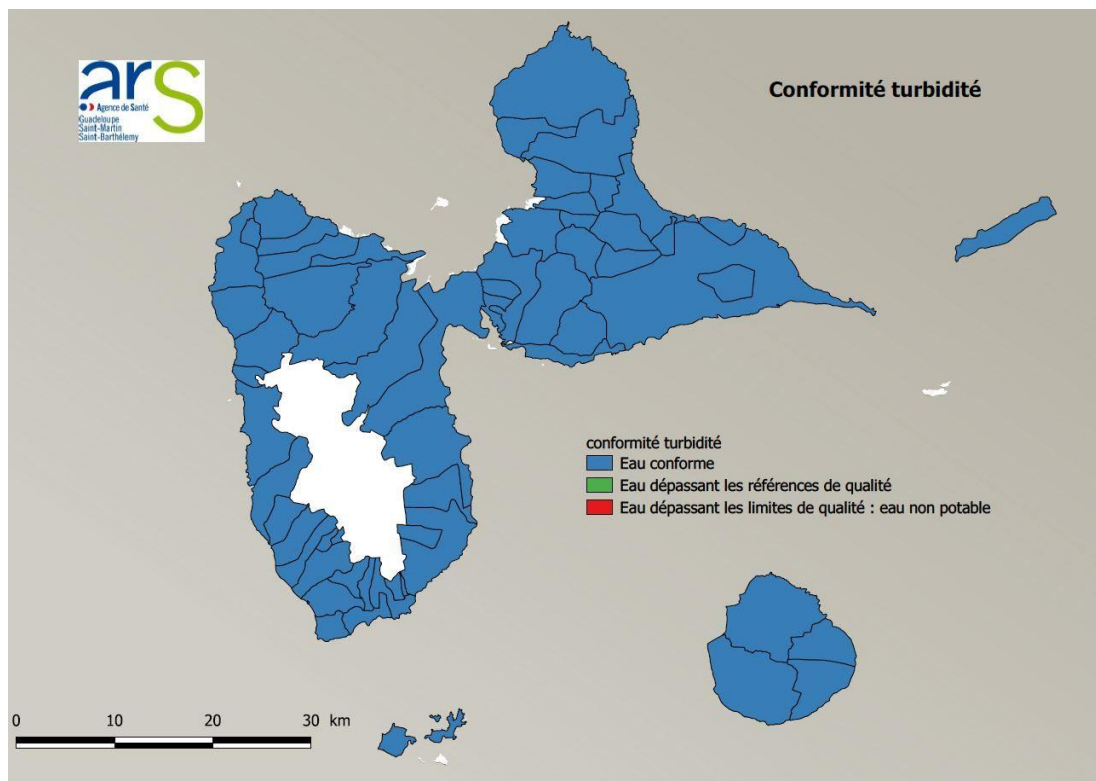 ars
Agence de Santé
Guadeloupe
Saint-Martin
Saint-Barthélemy
Conformité turbidité
conformité turbidité
Eau conforme
Eau dépassant les références de qualité
Eau dépassant les limites de qualité : eau non potable
0 10 20 30 km